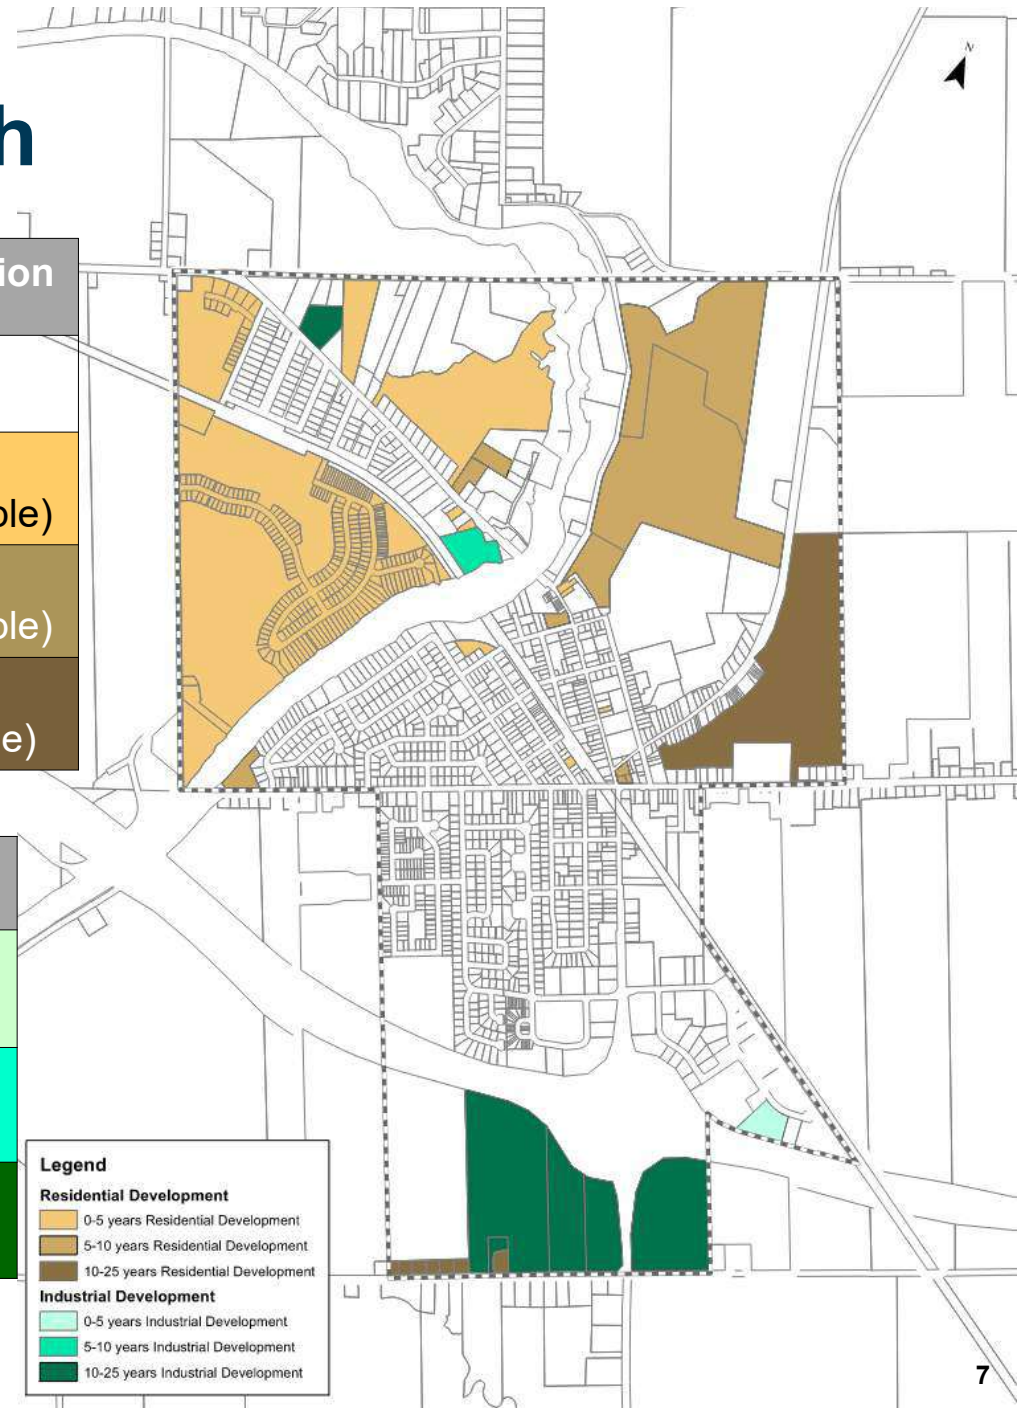 h
ion
ble)
ble)
e)
N
Legend
Residential Development
0-5 years Residential Development
5-10 years Residential Development
10-25 years Residential Development
Industrial Development
0-5 years Industrial Development
5-10 years Industrial Development
10-25 years Industrial Development
7